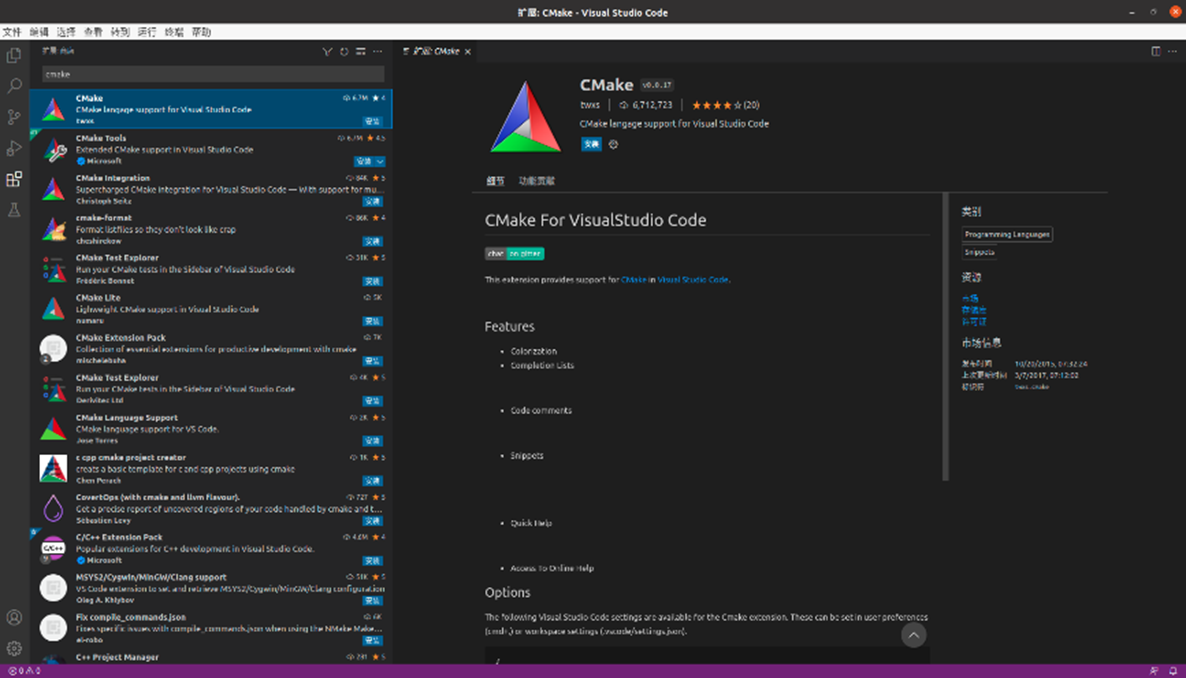 扩展: CMake - Visual Studio Code
文件 编辑 选择 查看 转到 运行 终端 帮助
扩展: 商店
cmake
CMake 6.7M ★ 4
CMake langage support for Visual Studio Code
twxs 安装
CMake Tools 6.7M ★ 4.5
Extended CMake support in Visual Studio Code
Microsoft 安装
CMake Integration 84K ★ 5
Supercharged CMake integration for Visual Studio Code — With support for mu...
Christoph Seitz 安装
cmake-format 86K ★ 4
Format listfiles so they don't look like crap
cheshirekow 安装
CMake Test Explorer 31K ★ 5
Run your CMake tests in the Sidebar of Visual Studio Code
Frédéric Bonnet 安装
CMake Lite 5K
Lighweight CMake support in Visual Studio Code
numaru 安装
CMake Extension Pack 7K
Collection of essential extensions for productive development with cmake
mischelebahe 安装
CMake Test Explorer 4K ★ 5
Run your CMake tests in the Sidebar of Visual Studio Code
Derivitec Ltd 安装
CMake Language Support 2K ★ 5
CMake language support for VS Code.
Jose Torres 安装
c cpp cmake project creator 1K ★ 5
creats a basic template for c and cpp projects using cmake
Chen Perach 安装
CovertOps (with cmake and llvm flavour). 727 ★ 5
Get a precise report of uncovered regions of your code handled by cmake and t...
Sébastien Levy 安装
C/C++ Extension Pack 4.6M ★ 4
Popular extensions for C++ development in Visual Studio Code.
Microsoft 安装
MSYS2/Cygwin/MinGW/Clang support 51K ★ 5
VS Code extension to set and retrieve MSYS2/Cygwin/MinGW/Clang configuration
Oleg A. Khlybov 安装
Fix compile_commands.json 6K
Fixes specific issues with compile_commands.json when using the NMake Make...
el-robo 安装
C++ Project Manager 291 ★ 5
扩展: CMake
CMake v0.0.17
twxs 6,712,723 ★★★★☆ (20)
CMake langage support for Visual Studio Code
安装
细节 功能贡献
CMake For VisualStudio Code
chat on gitter
This extension provides support for CMake in Visual Studio Code.
Features
Colorization
Completion Lists
Code comments
Snippets
Quick Help
Access To Online Help
Options
The following Visual Studio Code settings are available for the Cmake extension. These can be set in user preferences
(cmd+,) or workspace settings (.vscode/settings.json).
{
类别
Programming Languages
Snippets
资源
市场
存储库
许可证
市场信息
发布时间 10/20/2015, 07:32:24
上次更新时间 3/7/2017, 07:12:02
标识符 twxs.cmake
0 0